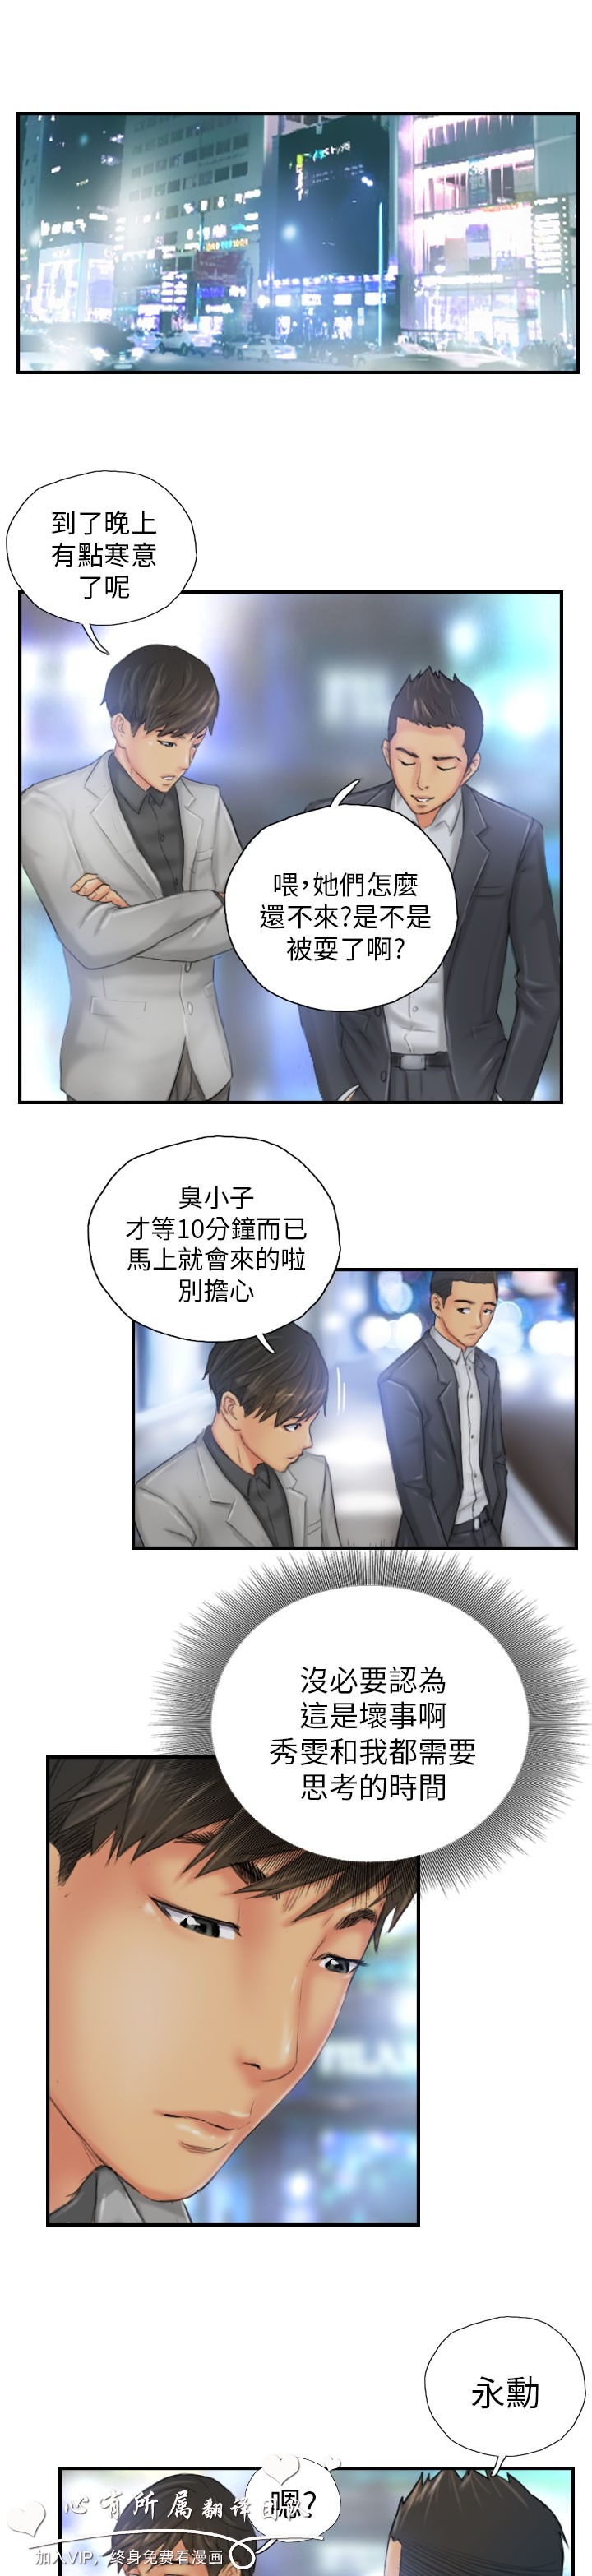 到了晚上
有點寒意
了呢
喂,她們怎麼
還不來?是不是
被耍了啊?
臭小子
才等10分鐘而已
馬上就會來的啦
別擔心
沒必要認為
這是壞事啊
秀雯和我都需要
思考的時間
永勳
嗯?
心有所属翻译团队
加入VIP，终身免费看漫画